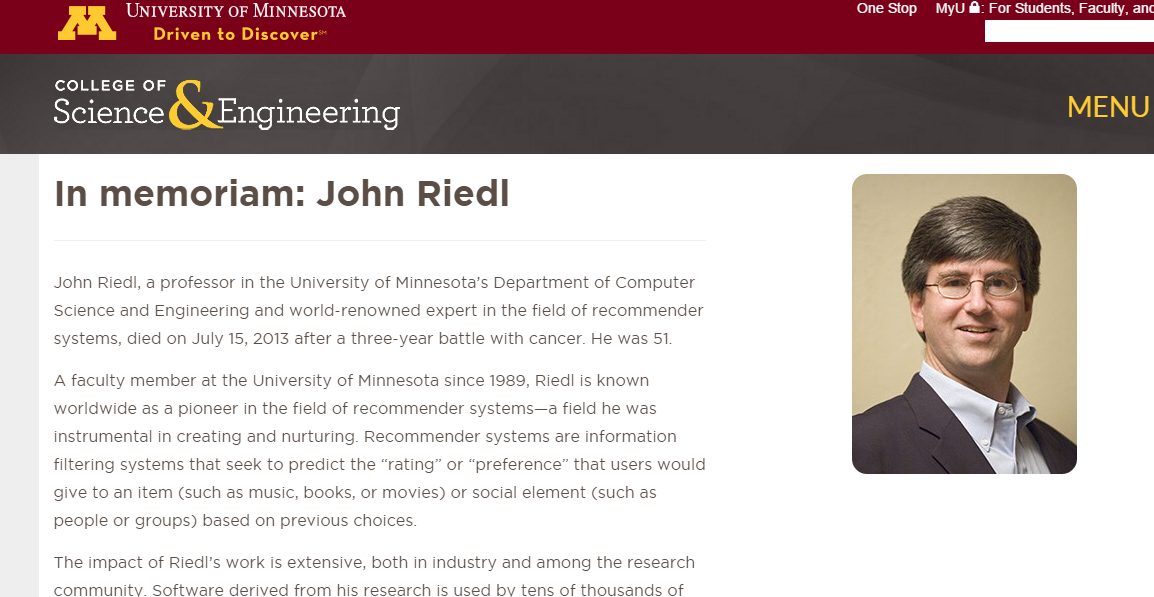 UNIVERSITY OF MINNESOTA
Driven to Discover℠
One Stop MyU : For Students, Faculty, and
COLLEGE OF
Science & Engineering
MENU
In memoriam: John Riedl
John Riedl, a professor in the University of Minnesota’s Department of Computer
Science and Engineering and world-renowned expert in the field of recommender
systems, died on July 15, 2013 after a three-year battle with cancer. He was 51.
A faculty member at the University of Minnesota since 1989, Riedl is known
worldwide as a pioneer in the field of recommender systems—a field he was
instrumental in creating and nurturing. Recommender systems are information
filtering systems that seek to predict the “rating” or “preference” that users would
give to an item (such as music, books, or movies) or social element (such as
people or groups) based on previous choices.
The impact of Riedl’s work is extensive, both in industry and among the research
community. Software derived from his research is used by tens of thousands of